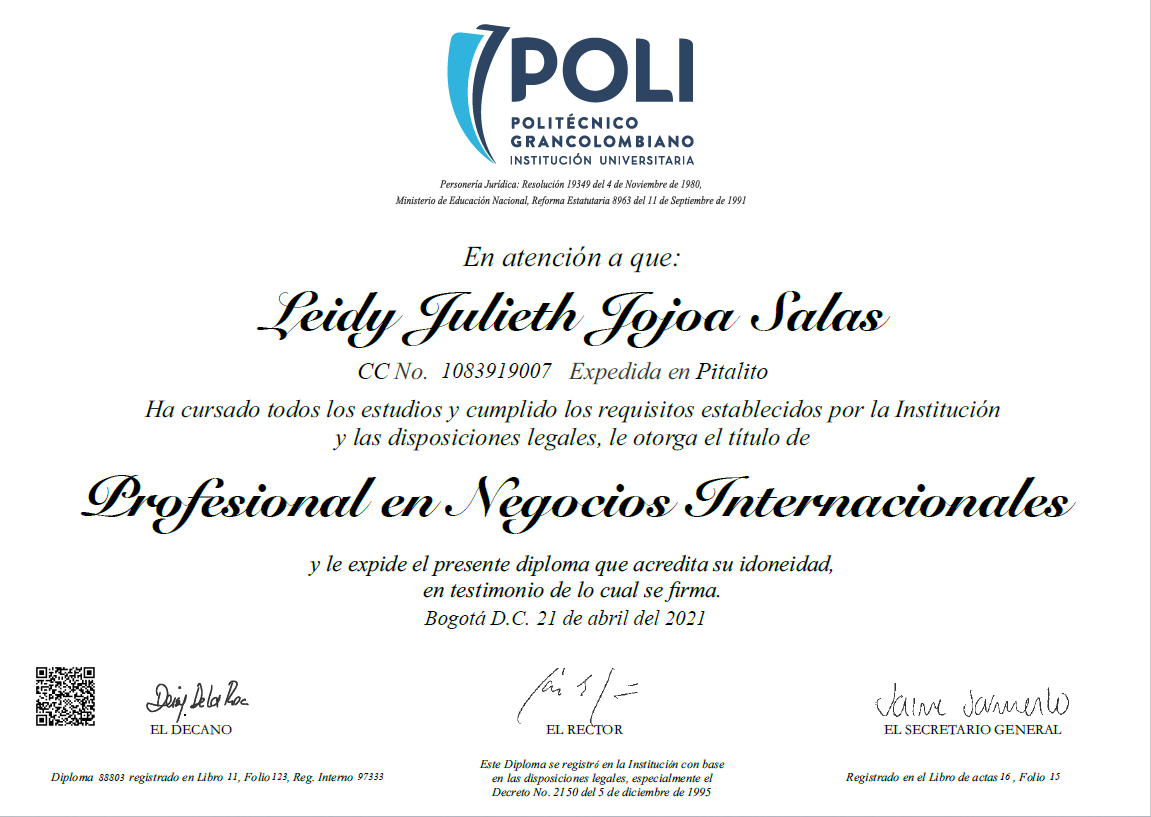 POLI
POLITÉCNICO
GRANCOLOMBIANO
INSTITUCIÓN UNIVERSITARIA
Personería Jurídica: Resolución 19349 del 4 de Noviembre de 1980,
Ministerio de Educación Nacional, Reforma Estatutaria 8963 del 11 de Septiembre de 1991
En atención a que:
Leidy Julieth Jojoa Salas
CC No. 1083919007 Expedida en Pitalito
Ha cursado todos los estudios y cumplido los requisitos establecidos por la Institución
y las disposiciones legales, le otorga el título de
Profesional en Negocios Internacionales
y le expide el presente diploma que acredita su idoneidad,
en testimonio de lo cual se firma.
Bogotá D.C. 21 de abril del 2021
Jaime Sarmiento
EL DECANO
EL RECTOR
EL SECRETARIO GENERAL
Diploma 88803 registrado en Libro 11, Folio 123, Reg. Interno 97333
Este Diploma se registró en la Institución con base
en las disposiciones legales, especialmente el
Decreto No. 2150 del 5 de diciembre de 1995
Registrado en el Libro de actas 16 , Folio 15